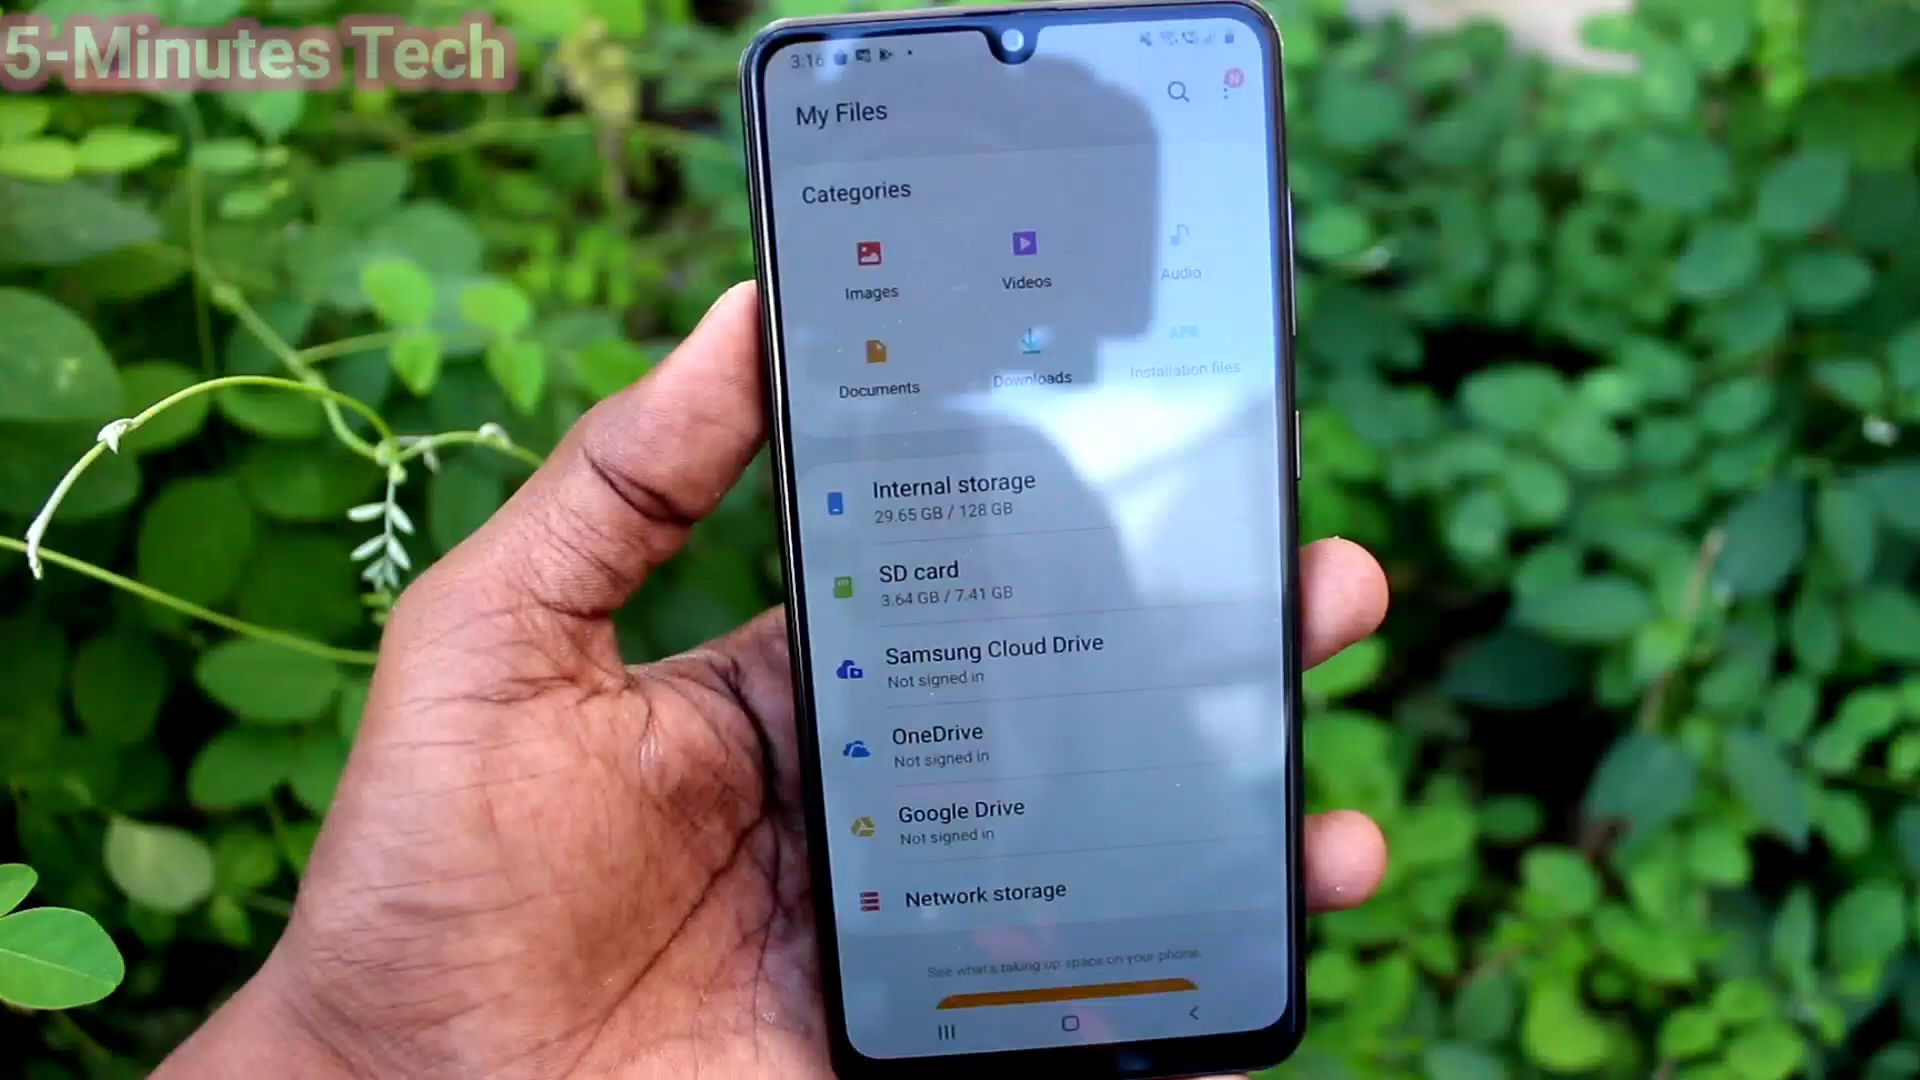 5-Minutes Tech
3:16
N
My Files
Categories
Images
Videos
Audio
Documents
Downloads
APK
Installation files
Internal storage
29.65 GB / 128 GB
SD card
3.64 GB / 7.41 GB
Samsung Cloud Drive
Not signed in
OneDrive
Not signed in
Google Drive
Not signed in
Network storage
See what's taking up space on your phone.